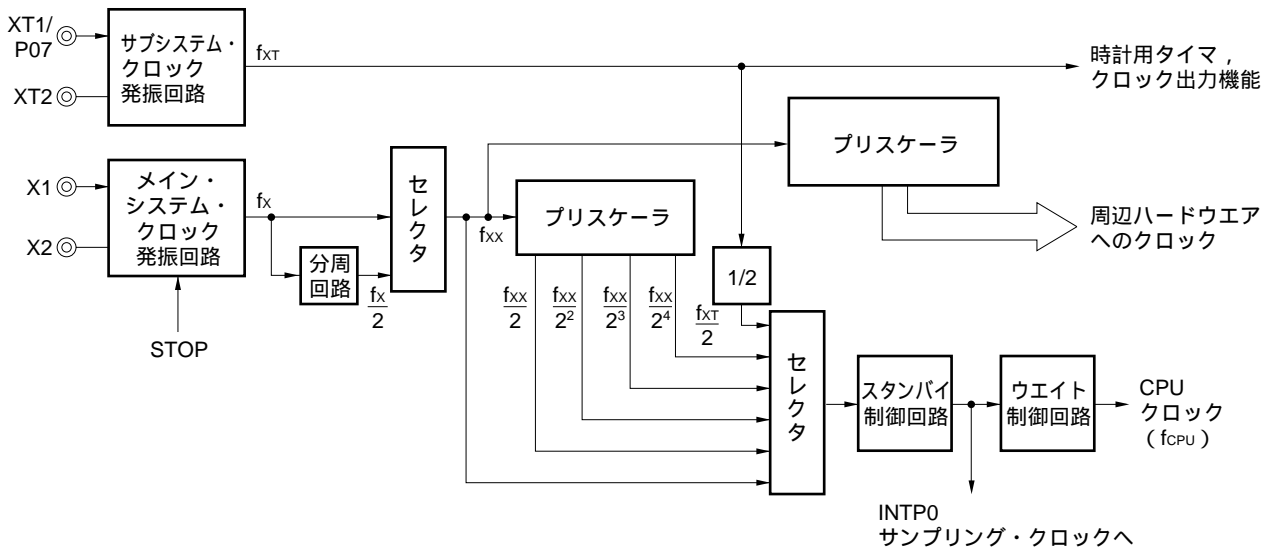 XT1/
P07
XT2
サブシステム・
クロック
発振回路
fXT
時計用タイマ，
クロック出力機能
プリスケーラ
X1
X2
メイン・
システム・
クロック
発振回路
fX
セレクタ
fXX
プリスケーラ
周辺ハードウエア
へのクロック
分周
回路
fX
2
fXX
2
fXX
2²
fXX
2³
fXX
2⁴
1/2
fXT
2
STOP
セレクタ
スタンバイ
制御回路
ウエイト
制御回路
CPU
クロック
（fCPU）
INTP0
サンプリング・クロックへ